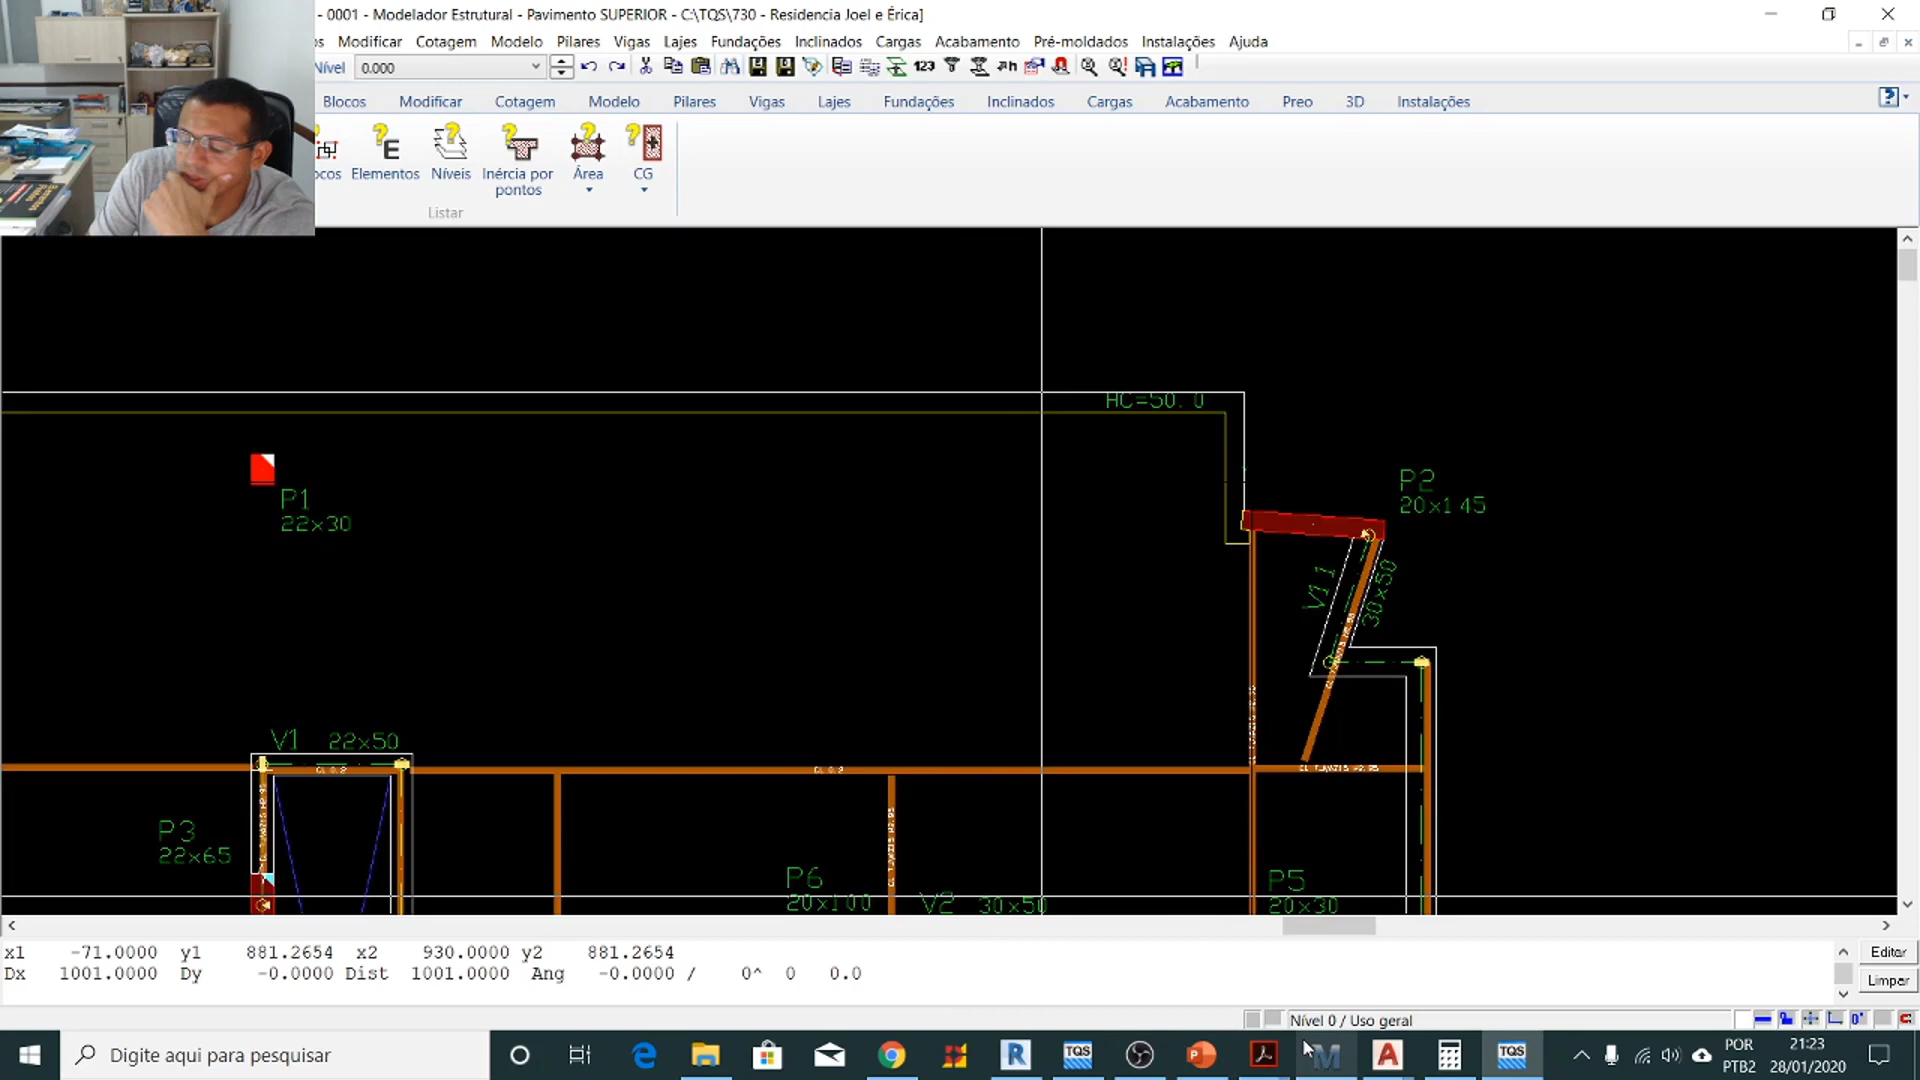 - 0001 - Modelador Estrutural - Pavimento SUPERIOR - C:\TQS\730 - Residencia Joel e Érica]
s Modificar Cotagem Modelo Pilares Vigas Lajes Fundações Inclinados Cargas Acabamento Pré-moldados Instalações Ajuda
Nível 0.000 123
Blocos Modificar Cotagem Modelo Pilares Vigas Lajes Fundações Inclinados Cargas Acabamento Preo 3D Instalações
ocos Elementos Níveis Inércia por pontos Área CG
Listar
HC=50.0
P1
22x30
P2
20x145
V11
30x50
V1 22x50
P3
22x65
P6
20x100
V2 30x50
P5
20x30
x1 -71.0000 y1 881.2654 x2 930.0000 y2 881.2654
Dx 1001.0000 Dy -0.0000 Dist 1001.0000 Ang -0.0000 / 0^ 0 0.0
Editar
Limpar
Nível 0 / Uso geral
Digite aqui para pesquisar
POR
PTB2
21:23
28/01/2020